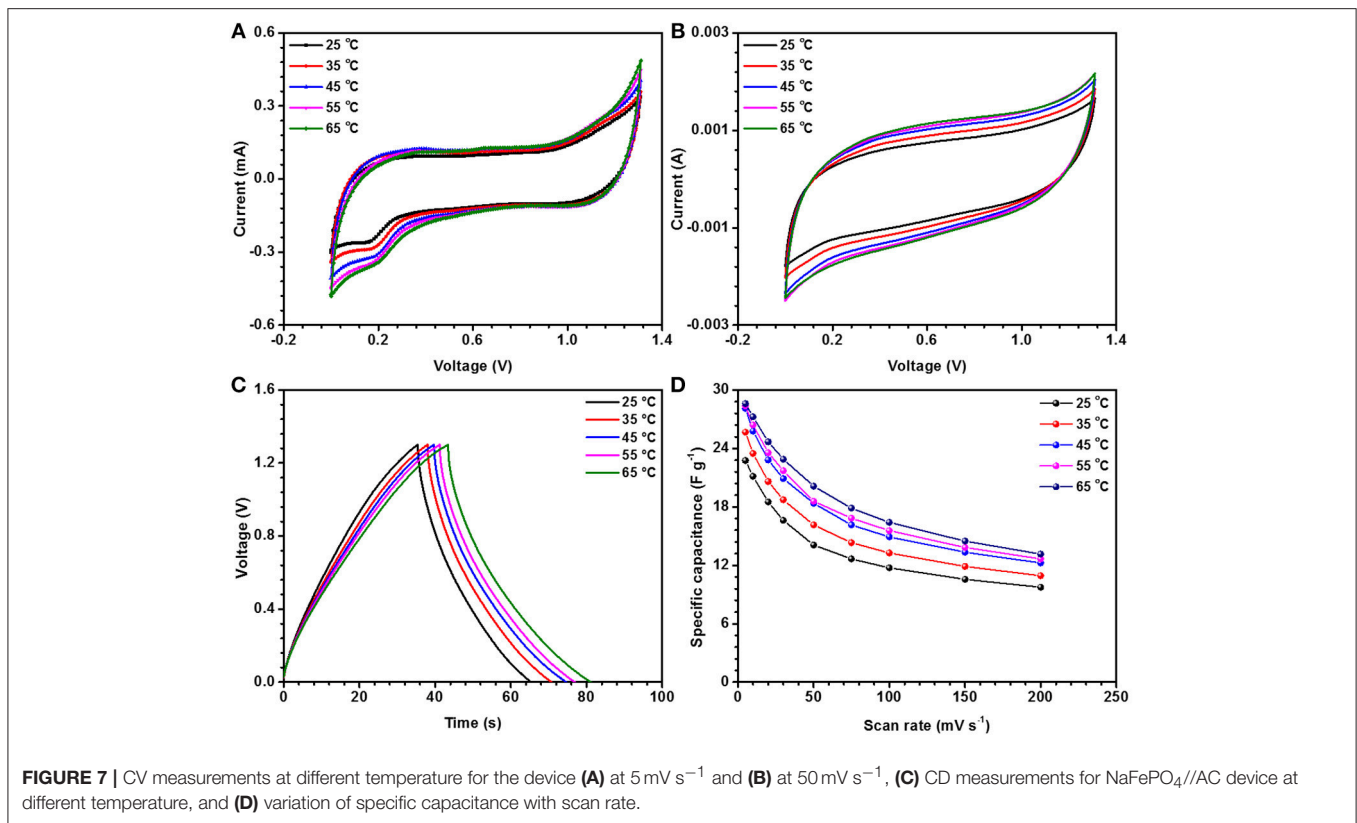 A
25 °C
35 °C
45 °C
55 °C
65 °C
0.6
0.3
0.0
-0.3
-0.6
Current (mA)
-0.2 0.2 0.6 1.0 1.4
Voltage (V)
B
25 °C
35 °C
45 °C
55 °C
65 °C
0.003
0.001
-0.001
-0.003
Current (A)
-0.2 0.2 0.6 1.0 1.4
Voltage (V)
C
25 °C
35 °C
45 °C
55 °C
65 °C
1.6
1.2
0.8
0.4
0.0
Voltage (V)
0 20 40 60 80 100
Time (s)
D
25 °C
35 °C
45 °C
55 °C
65 °C
30
24
18
12
6
0
Specific capacitance (F g⁻¹)
0 50 100 150 200 250
Scan rate (mV s⁻¹)
FIGURE 7 | CV measurements at different temperature for the device (A) at 5 mV s⁻¹ and (B) at 50 mV s⁻¹, (C) CD measurements for NaFePO₄//AC device at
different temperature, and (D) variation of specific capacitance with scan rate.